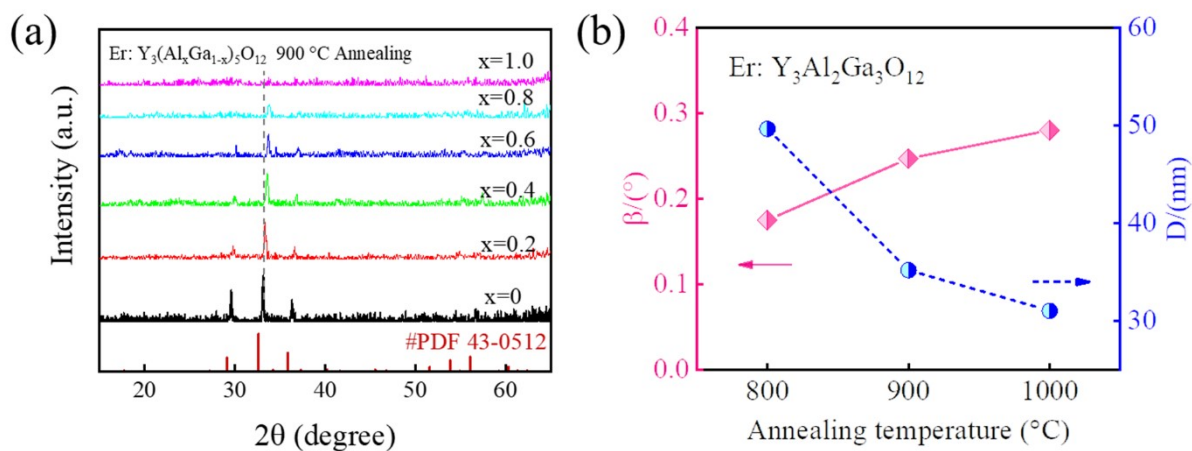 (a)
Er: Y₃(AlₓGa₁₋ₓ)₅O₁₂ 900 °C Annealing
x=1.0
x=0.8
x=0.6
x=0.4
x=0.2
x=0
#PDF 43-0512
Intensity (a.u.)
20 30 40 50 60
2θ (degree)
(b)
Er: Y₃Al₂Ga₃O₁₂
0.4
0.3
0.2
0.1
0.0
β/(°)
60
50
40
30
D/(nm)
800 900 1000
Annealing temperature (°C)